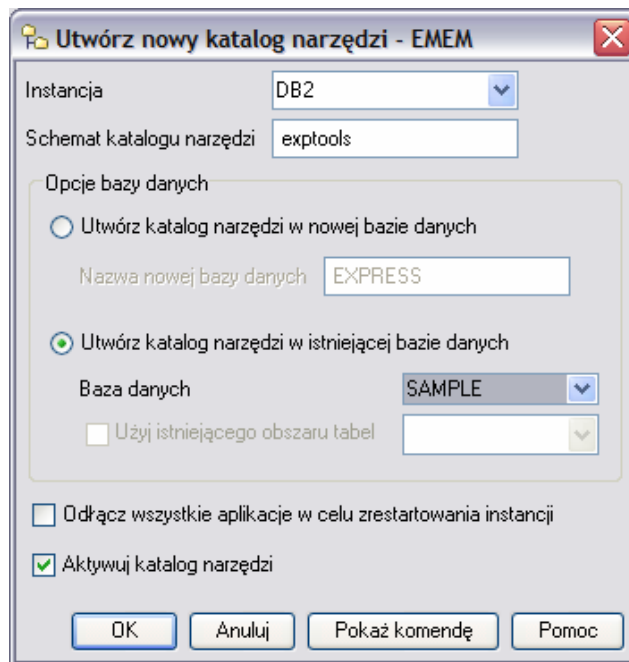 Utwórz nowy katalog narzędzi - EMEM
Instancja DB2
Schemat katalogu narzędzi exptools
Opcje bazy danych
Utwórz katalog narzędzi w nowej bazie danych
Nazwa nowej bazy danych EXPRESS
Utwórz katalog narzędzi w istniejącej bazie danych
Baza danych SAMPLE
Użyj istniejącego obszaru tabel
Odłącz wszystkie aplikacje w celu zrestartowania instancji
Aktywuj katalog narzędzi
OK Anuluj Pokaż komendę Pomoc